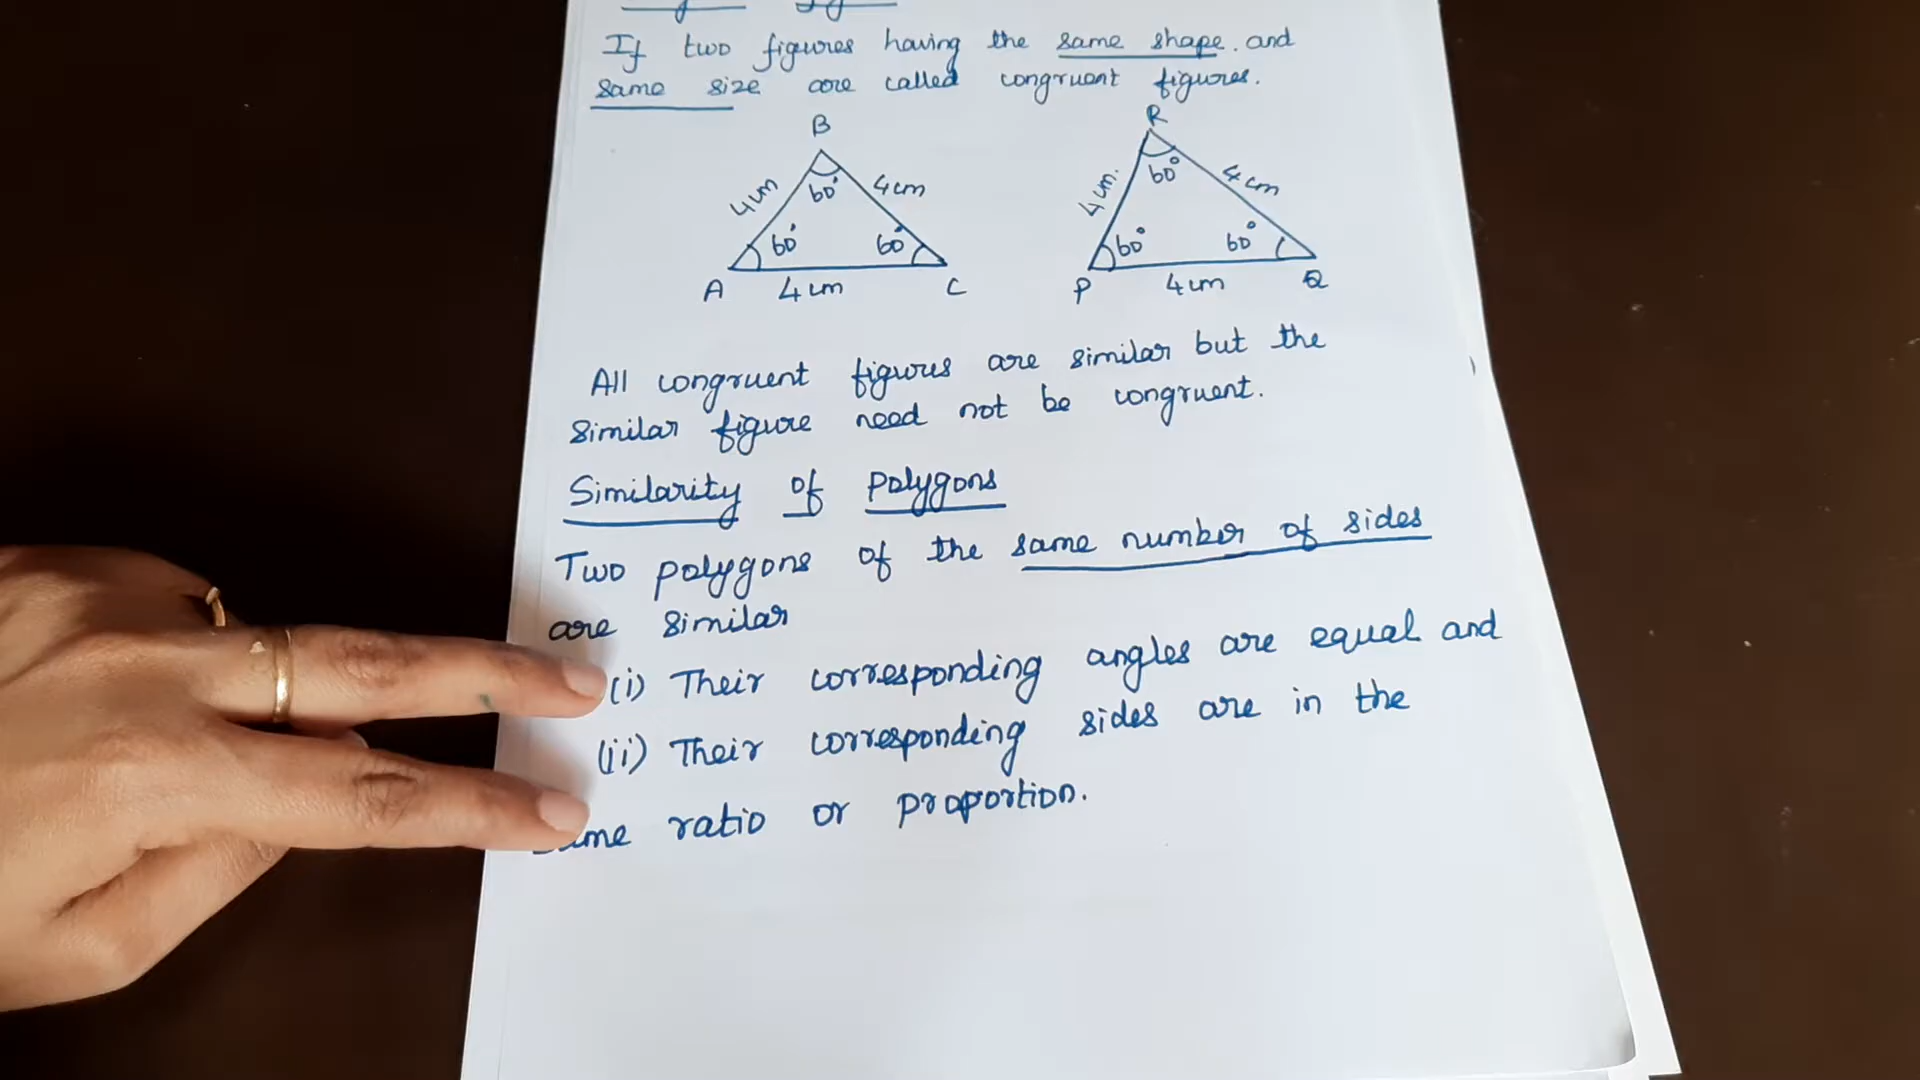 If two figures having the same shape. and
same size are called congruent figures.
B
R
4cm
60°
4cm
4cm.
60°
4cm
60°
60°
60°
60°
A
4cm
C
P
4cm
Q
All congruent figures are similar but the
similar figure need not be congruent.
Similarity of polygons
Two polygons of the same number of sides
are similar
(i) Their corresponding angles are equal and
(ii) Their corresponding sides are in the
ratio or proportion.